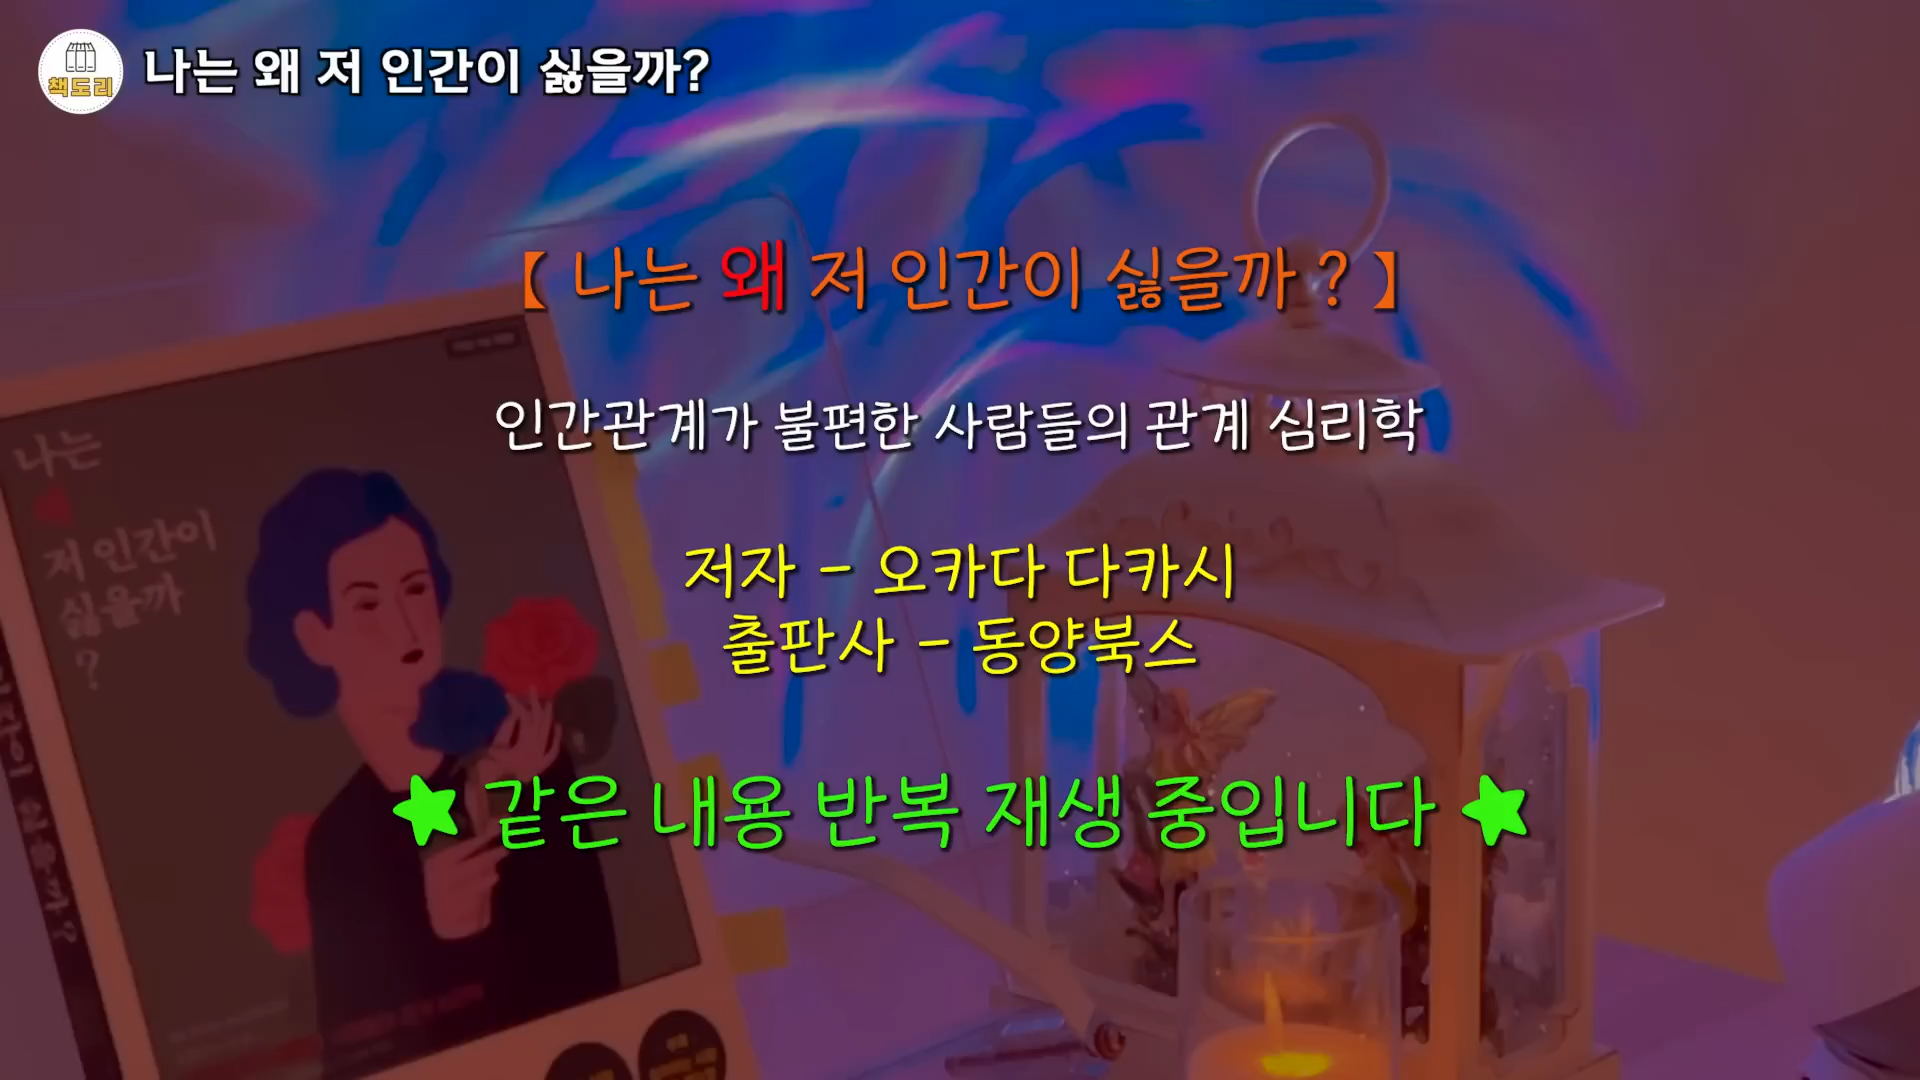 책도리
나는 왜 저 인간이 싫을까?
【 나는 왜 저 인간이 싫을까 ? 】
인간관계가 불편한 사람들의 관계 심리학
저자 - 오카다 다카시
출판사 - 동양북스
★ 같은 내용 반복 재생 중입니다 ★
나는
저 인간이
싫을까
?